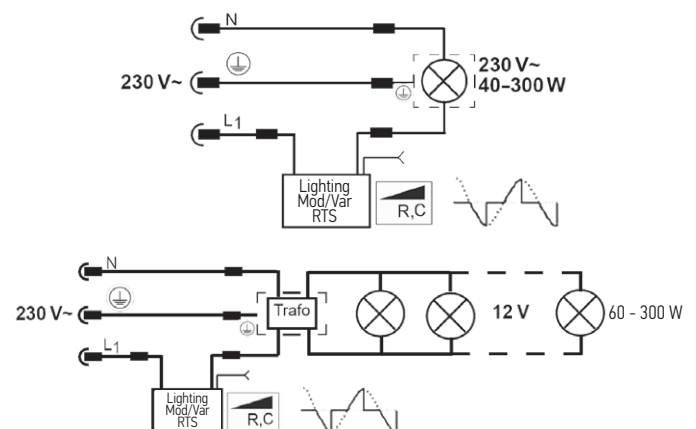 N
230 V~
230 V~
40-300 W
L1
Lighting
Mod/Var
RTS
R,C
N
230 V~
Trafo
12 V
60 - 300 W
L1
Lighting
Mod/Var
RTS
R,C